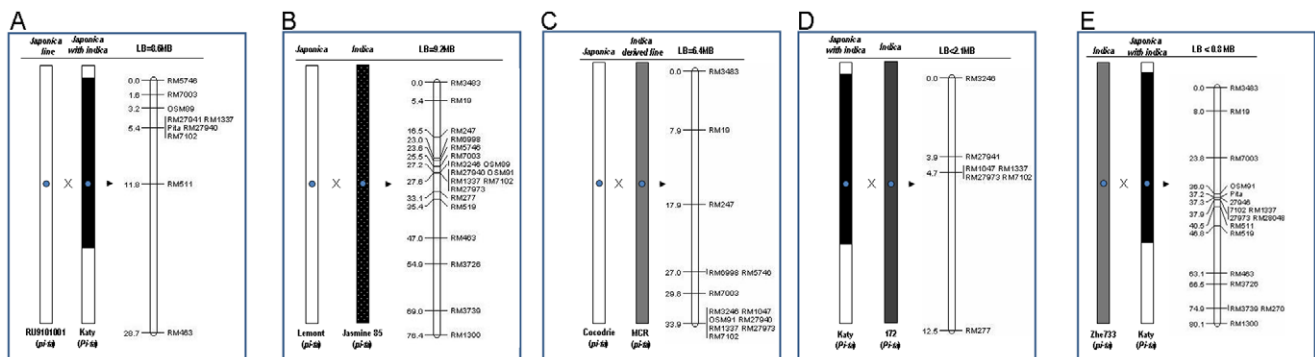 A
Japonica line
Japonica with indica
LB=0.6MB
0.0 RM5746
1.6 RM7003
3.2 OSM89
RM27941 RM1337
5.4 Pita RM27940
RM7102
X
11.8 RM511
28.7 RM463
RU9101001
Katy
(pi-ta)
(Pi-ta)
B
Japonica
Indica
LB=9.2MB
0.0 RM3483
5.4 RM19
16.5 RM247
23.0 RM6998
23.6 RM5746
25.5 RM7003
27.2 RM3246 OSM89
RM27940 OSM91
27.6 RM1337 RM7102
RM27973
33.1 RM277
35.4 RM519
X
47.6 RM463
54.9 RM3726
69.0 RM3739
76.4 RM1300
Lemont
Jasmine 85
(pi-ta)
(Pi-ta)
C
Japonica
Indica derived line
LB=6.4MB
0.0 RM3483
7.9 RM19
X
17.9 RM247
27.0 RM6998 RM5746
29.8 RM7003
RM3246 RM1047
33.9 OSM91 RM27940
RM1337 RM27973
RM7102
Cocodrie
MCR
(pi-ta)
(Pi-ta)
D
Japonica with indica
Indica
LB<2.1MB
0.0 RM3246
3.9 RM27941
4.7 RM1047 RM1337
RM27973 RM7102
X
12.5 RM277
Katy
(Pi-ta)
(Pi-ta)
E
Indica
Japonica with indica
LB < 0.8 MB
0.0 RM3483
8.0 RM19
23.8 RM7003
X
36.0 OSM91
37.2 Pita
37.3 27946
37.9 7102 RM1337
27973 RM28048
40.5 RM511
46.8 RM519
63.1 RM463
66.6 RM3726
74.9 RM3739 RM270
80.1 RM1300
Zhe733
Katy
(pi-ta)
(Pi-ta)